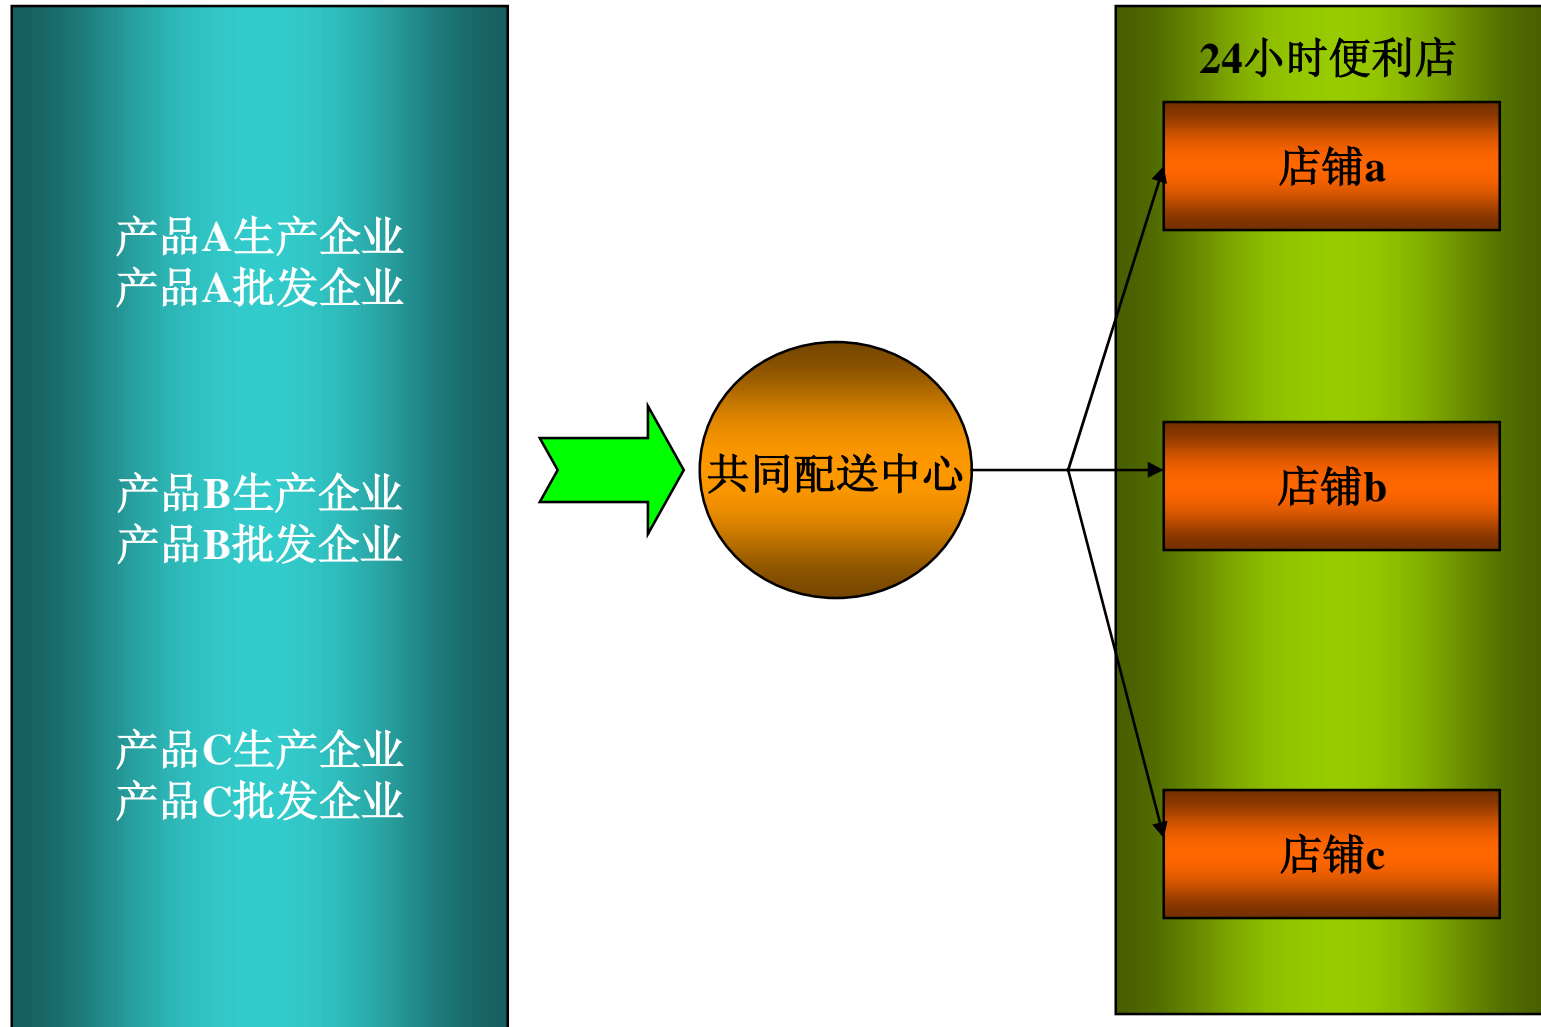 产品A生产企业
产品A批发企业
产品B生产企业
产品B批发企业
产品C生产企业
产品C批发企业
共同配送中心
24小时便利店
店铺a
店铺b
店铺c